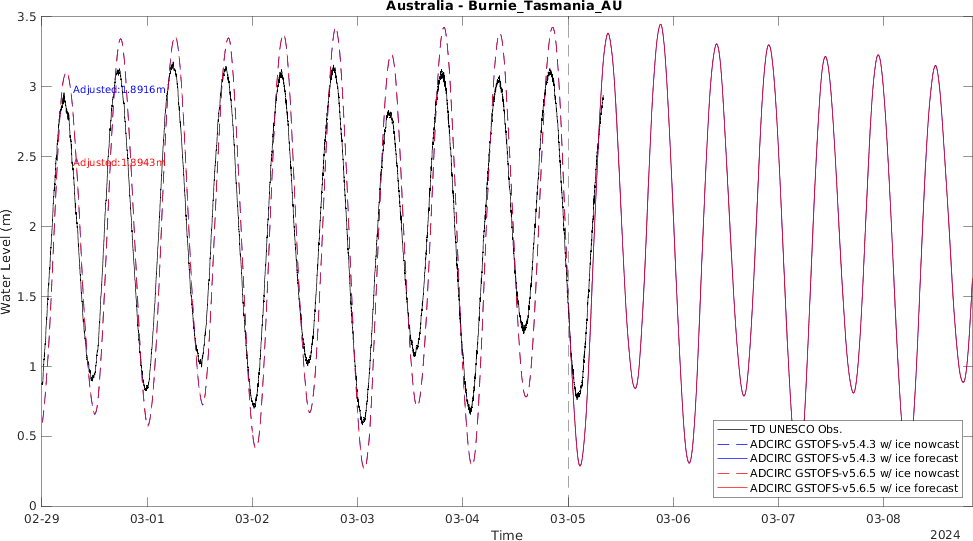 Australia - Burnie_Tasmania_AU
3.5
3
2.5
2
1.5
1
0.5
0
Water Level (m)
Adjusted:1.8916m
Adjusted:1.8943m
TD UNESCO Obs.
ADCIRC GSTOFS-v5.4.3 w/ ice nowcast
ADCIRC GSTOFS-v5.4.3 w/ ice forecast
ADCIRC GSTOFS-v5.6.5 w/ ice nowcast
ADCIRC GSTOFS-v5.6.5 w/ ice forecast
02-29 03-01 03-02 03-03 03-04 03-05 03-06 03-07 03-08
Time
2024